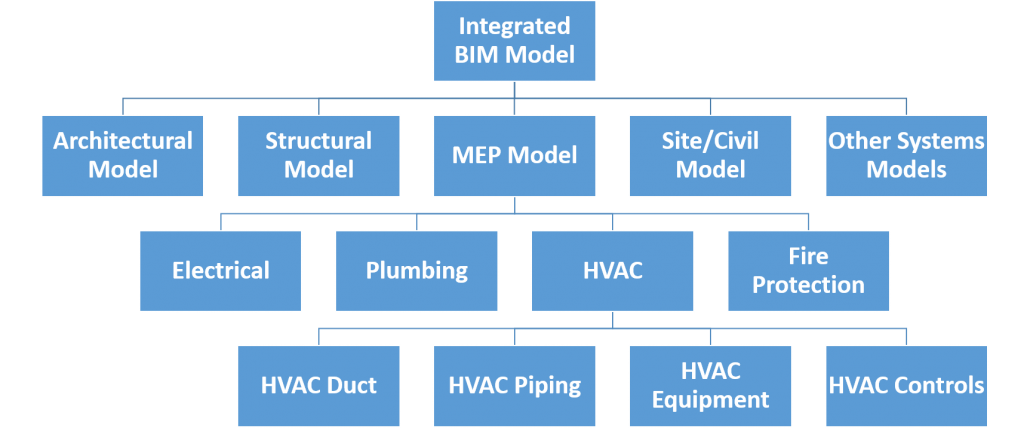 Integrated
BIM Model
Architectural
Model
Structural
Model
MEP Model
Site/Civil
Model
Other Systems
Models
Electrical
Plumbing
HVAC
Fire
Protection
HVAC Duct
HVAC Piping
HVAC
Equipment
HVAC Controls